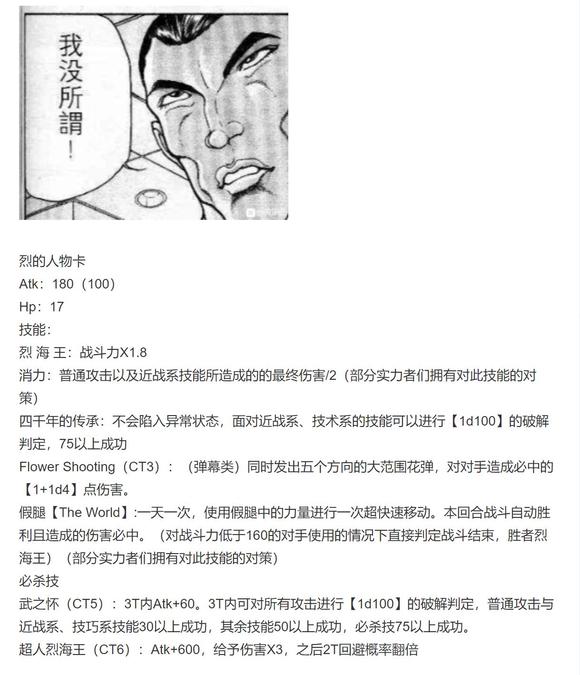 我没所謂！
烈的人物卡
Atk：180（100）
Hp：17
技能：
烈 海 王：战斗力X1.8
消力：普通攻击以及近战系技能所造成的的最终伤害/2（部分实力者们拥有对此技能的对
策）
四千年的传承：不会陷入异常状态，面对近战系、技术系的技能可以进行【1d100】的破解
判定，75以上成功
Flower Shooting（CT3）：（弹幕类）同时发出五个方向的大范围花弹，对对手造成必中的
【1+1d4】点伤害。
假腿【The World】:一天一次，使用假腿中的力量进行一次超快速移动。本回合战斗自动胜
利且造成的伤害必中。（对战斗力低于160的对手使用的情况下直接判定战斗结束，胜者烈
海王）（部分实力者们拥有对此技能的对策）
必杀技
武之怀（CT5）：3T内Atk+60。3T内可对所有攻击进行【1d100】的破解判定，普通攻击与
近战系、技巧系技能30以上成功，其余技能50以上成功，必杀技75以上成功。
超人烈海王（CT6）：Atk+600，给予伤害X3，之后2T回避概率翻倍